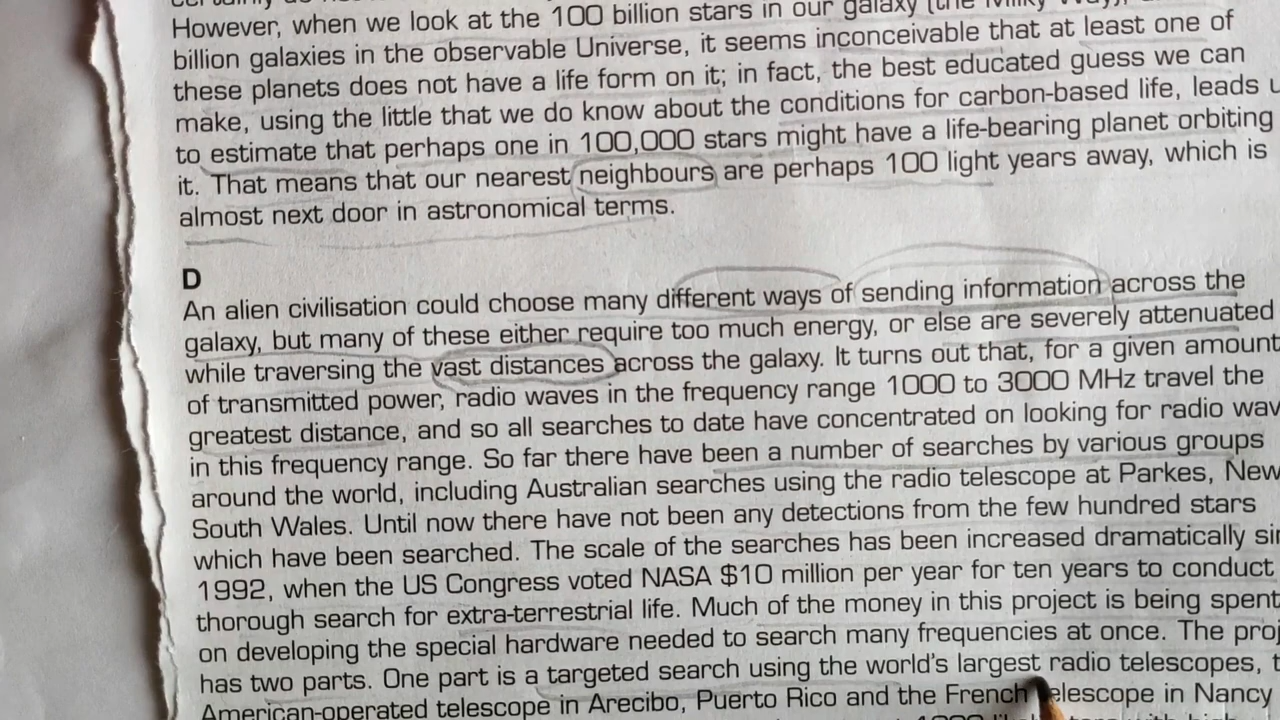 However, when we look at the 100 billion stars in our galaxy (the Milky Way),
billion galaxies in the observable Universe, it seems inconceivable that at least one of
these planets does not have a life form on it; in fact, the best educated guess we can
make, using the little that we do know about the conditions for carbon-based life, leads
to estimate that perhaps one in 100,000 stars might have a life-bearing planet orbiting
it. That means that our nearest neighbours are perhaps 100 light years away, which is
almost next door in astronomical terms.
D
An alien civilisation could choose many different ways of sending information across the
galaxy, but many of these either require too much energy, or else are severely attenuated
while traversing the vast distances across the galaxy. It turns out that, for a given amount
of transmitted power, radio waves in the frequency range 1000 to 3000 MHz travel the
greatest distance, and so all searches to date have concentrated on looking for radio wav
in this frequency range. So far there have been a number of searches by various groups
around the world, including Australian searches using the radio telescope at Parkes, New
South Wales. Until now there have not been any detections from the few hundred stars
which have been searched. The scale of the searches has been increased dramatically si
1992, when the US Congress voted NASA $10 million per year for ten years to conduct
thorough search for extra-terrestrial life. Much of the money in this project is being spent
on developing the special hardware needed to search many frequencies at once. The proj
has two parts. One part is a targeted search using the world's largest radio telescopes, t
American-operated telescope in Arecibo, Puerto Rico and the French telescope in Nancy